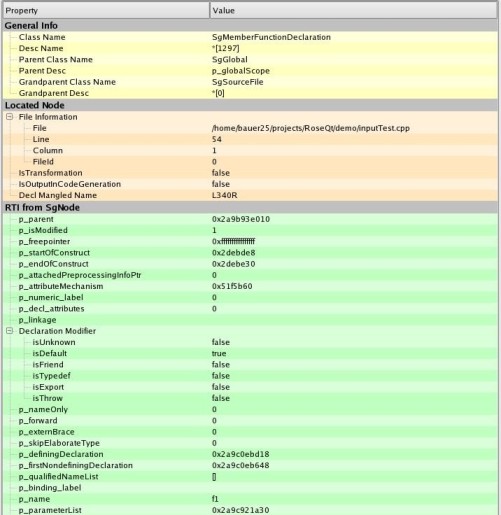 Property Value
General Info
Class Name SgMemberFunctionDeclaration
Desc Name *[1297]
Parent Class Name SgGlobal
Parent Desc p_globalScope
Grandparent Class Name SgSourceFile
Grandparent Desc *[0]
Located Node
File Information
File /home/bauer25/projects/RoseQt/demo/inputTest.cpp
Line 54
Column 1
FileId 0
IsTransformation false
IsOutputInCodeGeneration false
Decl Mangled Name L340R
RTI from SgNode
p_parent 0x2a9b93e010
p_isModified 1
p_freepointer 0xffffffffffffffff
p_startOfConstruct 0x2debde8
p_endOfConstruct 0x2debe30
p_attachedPreprocessingInfoPtr 0
p_attributeMechanism 0x51f5b60
p_numeric_label 0
p_decl_attributes 0
p_linkage
Declaration Modifier
isUnknown false
isDefault true
isFriend false
isTypedef false
isExport false
isThrow false
p_nameOnly 0
p_forward 0
p_externBrace 0
p_skipElaborateType 0
p_definingDeclaration 0x2a9c0ebd18
p_firstNondefiningDeclaration 0x2a9c0eb648
p_qualifiedNameList []
p_binding_label
p_name f1
p_parameterList 0x2a9c921a30